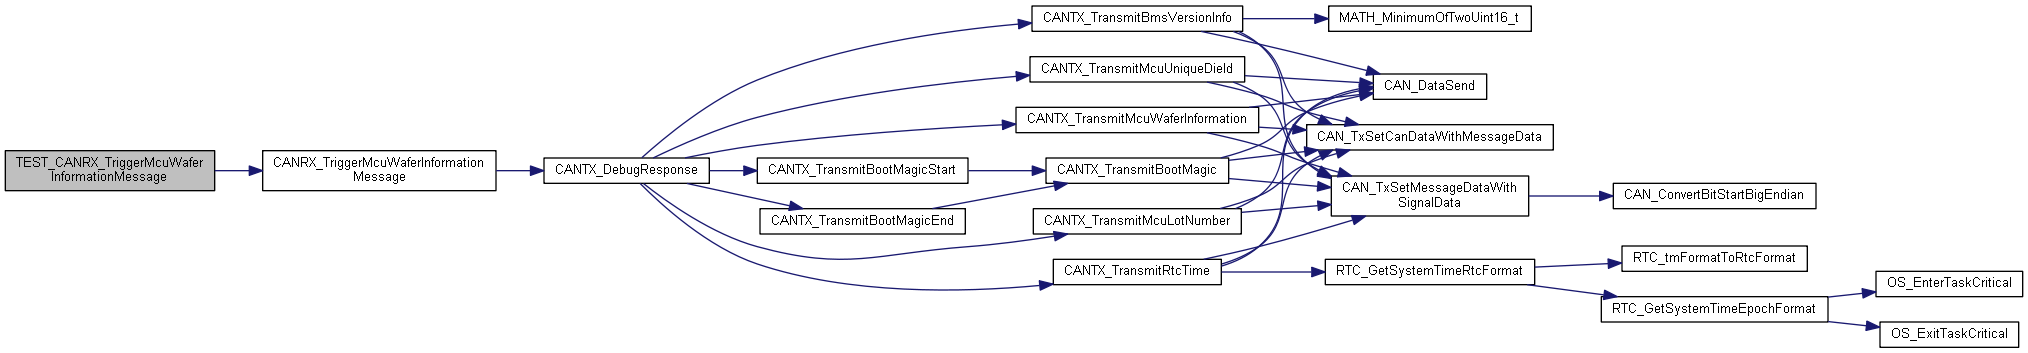 TEST_CANRX_TriggerMcuWafer
InformationMessage
CANRX_TriggerMcuWaferInformation
Message
CANTX_DebugResponse
CANTX_TransmitBmsVersionInfo
CANTX_TransmitMcuUniqueDieId
CANTX_TransmitMcuWaferInformation
CANTX_TransmitBootMagicStart
CANTX_TransmitBootMagicEnd
CANTX_TransmitBootMagic
CANTX_TransmitMcuLotNumber
CANTX_TransmitRtcTime
MATH_MinimumOfTwoUint16_t
CAN_DataSend
CAN_TxSetCanDataWithMessageData
CAN_TxSetMessageDataWith
SignalData
CAN_ConvertBitStartBigEndian
RTC_GetSystemTimeRtcFormat
RTC_tmFormatToRtcFormat
RTC_GetSystemTimeEpochFormat
OS_EnterTaskCritical
OS_ExitTaskCritical